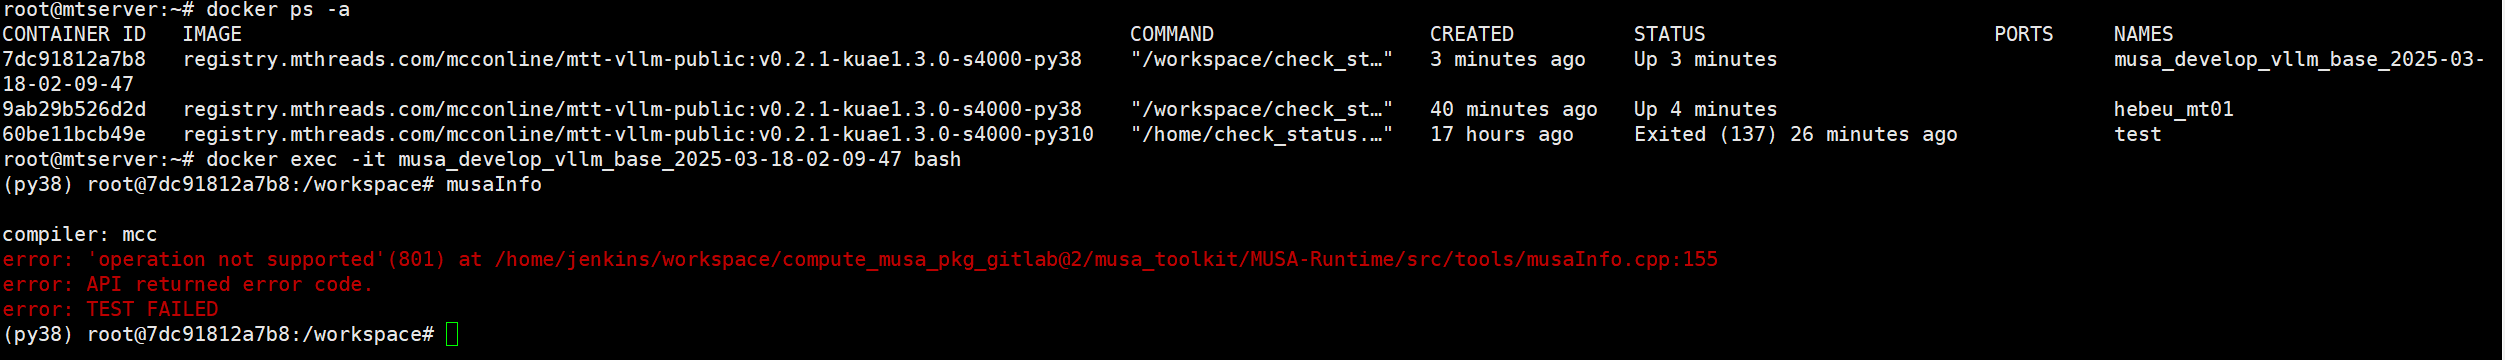 root@mtserver:~# docker ps -a
CONTAINER ID   IMAGE                                                                          COMMAND                  CREATED          STATUS                        PORTS     NAMES
7dc91812a7b8   registry.mthreads.com/mcconline/mtt-vllm-public:v0.2.1-kuae1.3.0-s4000-py38    "/workspace/check_st…"   3 minutes ago    Up 3 minutes                            musa_develop_vllm_base_2025-03-
18-02-09-47
9ab29b526d2d   registry.mthreads.com/mcconline/mtt-vllm-public:v0.2.1-kuae1.3.0-s4000-py38    "/workspace/check_st…"   40 minutes ago   Up 4 minutes                            hebeu_mt01
60be11bcb49e   registry.mthreads.com/mcconline/mtt-vllm-public:v0.2.1-kuae1.3.0-s4000-py310   "/home/check_status.…"   17 hours ago     Exited (137) 26 minutes ago             test
root@mtserver:~# docker exec -it musa_develop_vllm_base_2025-03-18-02-09-47 bash
(py38) root@7dc91812a7b8:/workspace# musaInfo
compiler: mcc
error: 'operation not supported'(801) at /home/jenkins/workspace/compute_musa_pkg_gitlab@2/musa_toolkit/MUSA-Runtime/src/tools/musaInfo.cpp:155
error: API returned error code.
error: TEST FAILED
(py38) root@7dc91812a7b8:/workspace#